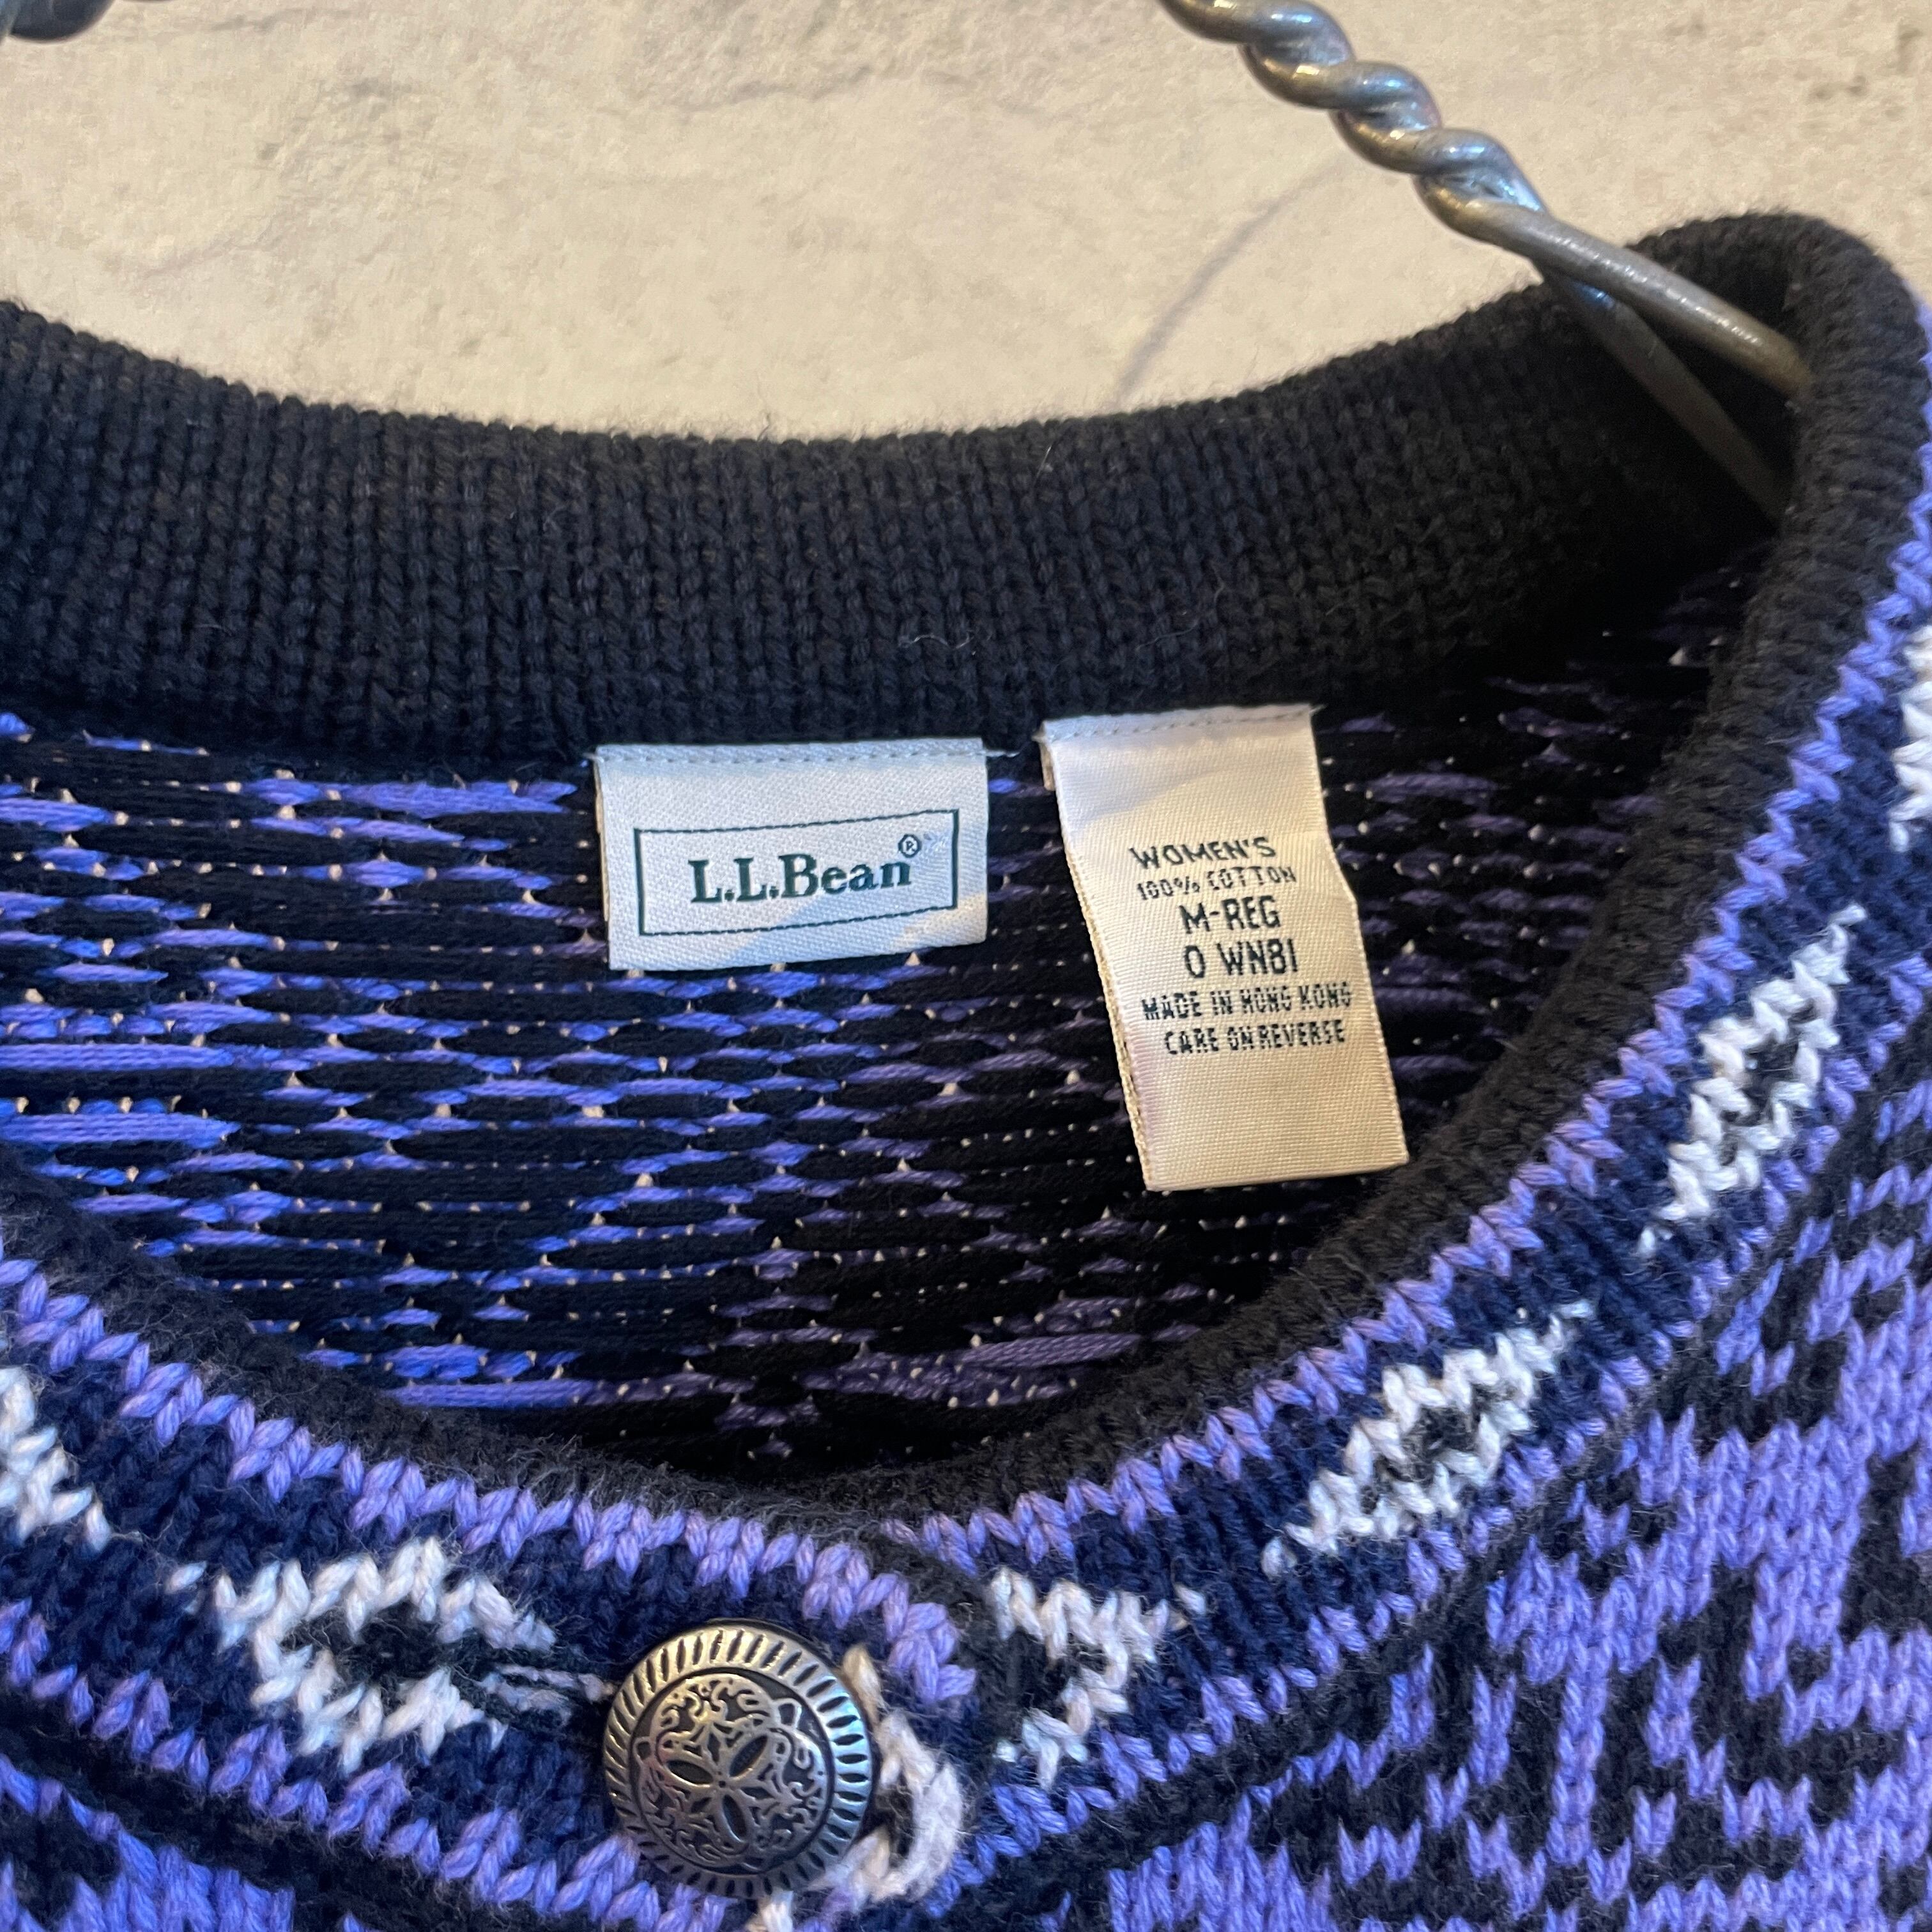 L.L.Bean®
WOMEN'S
100% COTTON
M-REG
0 WN81
MADE IN HONG KONG
CARE ON REVERSE